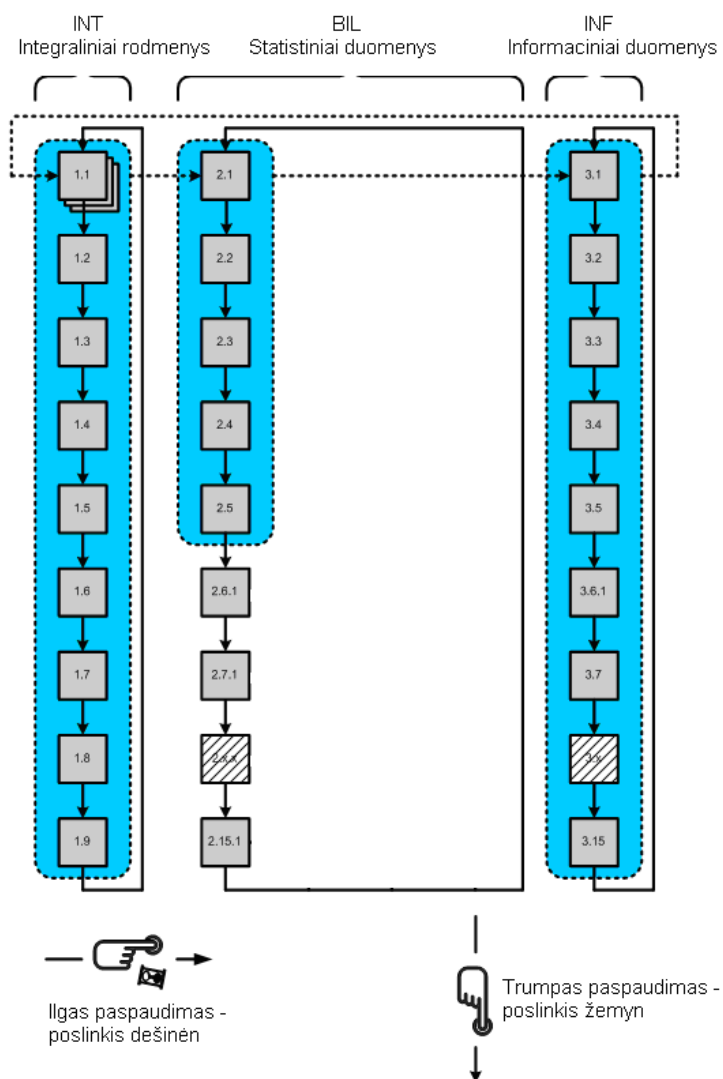 INT
Integraliniai rodmenys
BIL
Statistiniai duomenys
INF
Informaciniai duomenys
1.1
2.1
3.1
1.2
2.2
3.2
1.3
2.3
3.3
1.4
2.4
3.4
1.5
2.5
3.5
1.6
2.6.1
3.6.1
1.7
2.7.1
3.7
1.8
2.x.x
3.x
1.9
2.15.1
3.15
Ilgas paspaudimas -
poslinkis dešinėn
Trumpas paspaudimas -
poslinkis žemyn